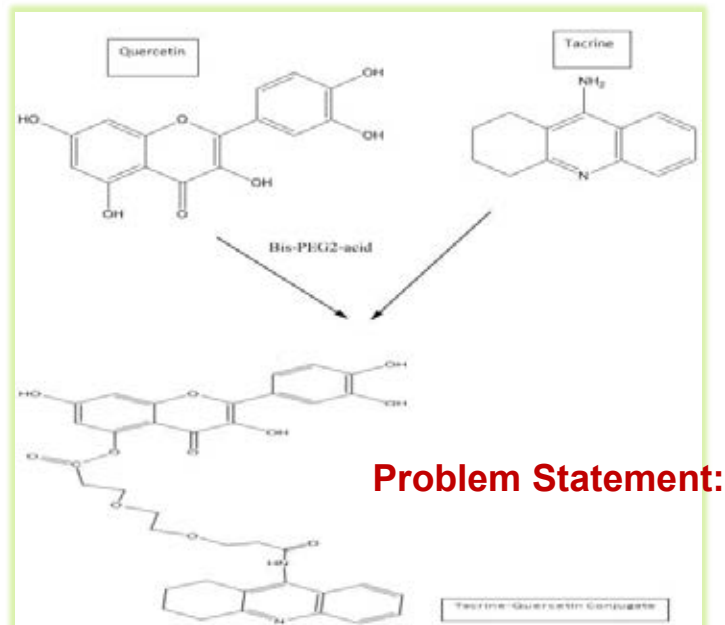 Quercetin
Tacrine
OH
HO
O
OH
OH
OH
O
NH₂
N
Bis-PEG2-acid
OH
HO
O
OH
OH
O
O
O
O
O
O
HN
N
Problem Statement:
Tacrine-Quercetin Conjugate